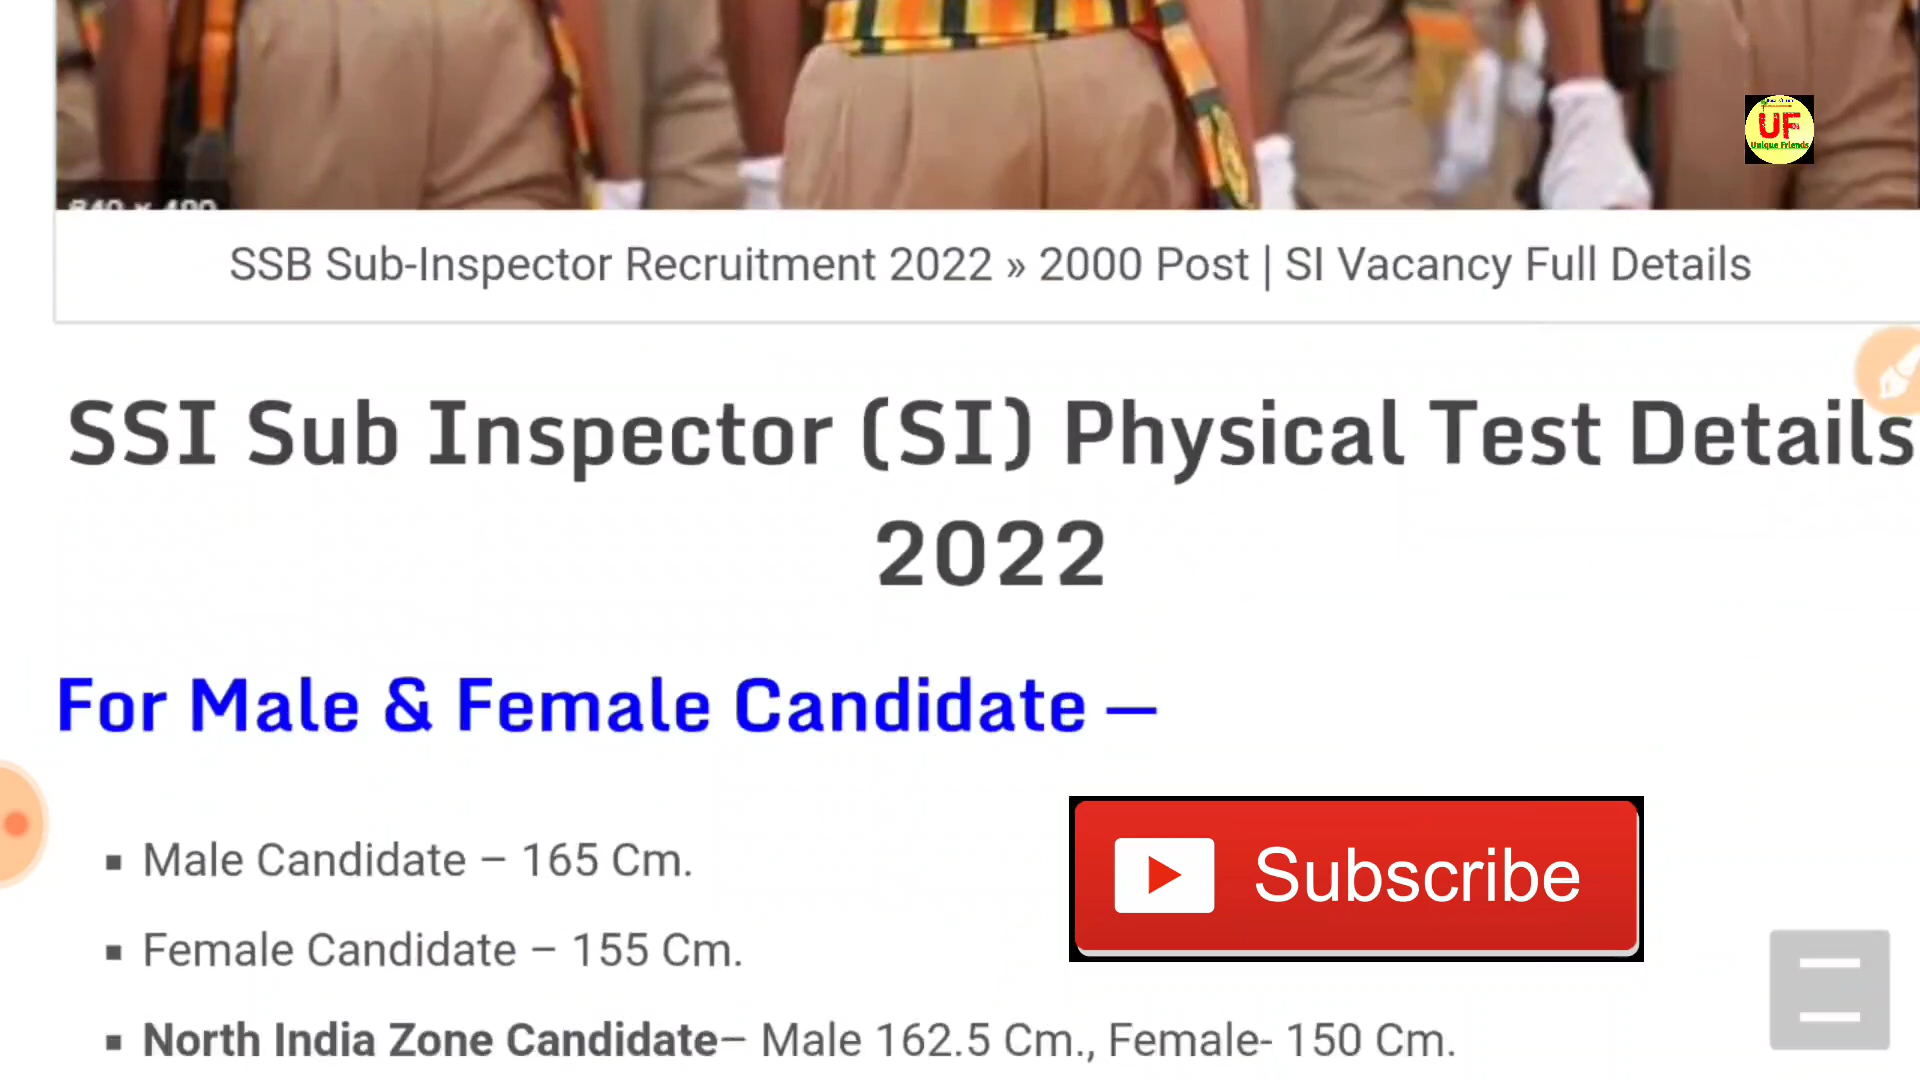 UF
Unique Friends
SSB Sub-Inspector Recruitment 2022 » 2000 Post | SI Vacancy Full Details
SSI Sub Inspector (SI) Physical Test Details
2022
For Male & Female Candidate —
▪ Male Candidate – 165 Cm.
Subscribe
▪ Female Candidate – 155 Cm.
▪ North India Zone Candidate– Male 162.5 Cm., Female- 150 Cm.